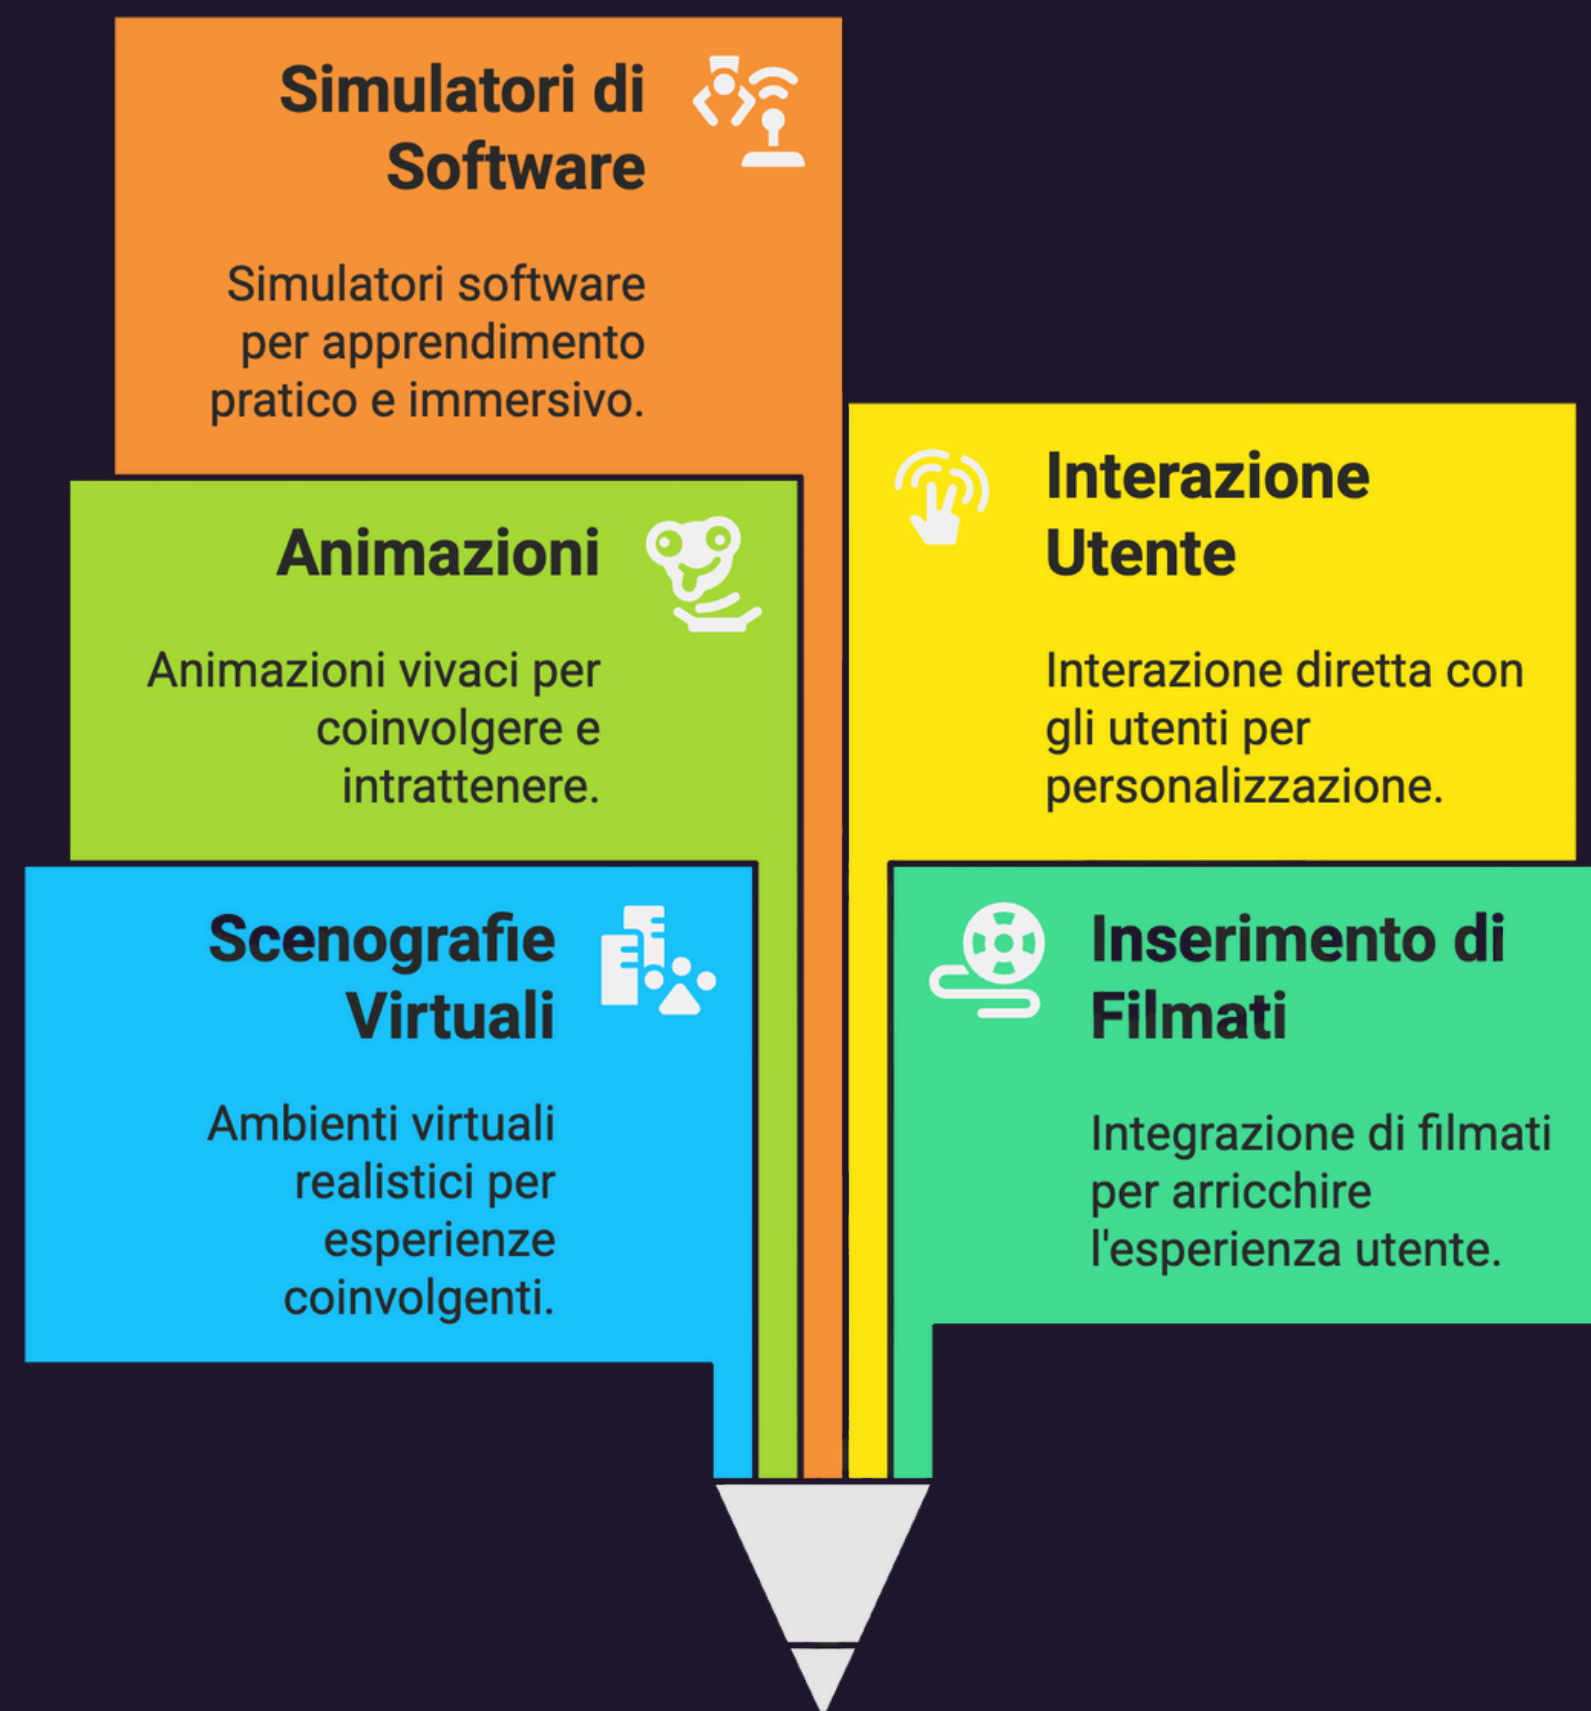 Simulatori di
Software
Simulatori software
per apprendimento
pratico e immersivo.
Interazione
Utente
Interazione diretta con
gli utenti per
personalizzazione.
Animazioni
Animazioni vivaci per
coinvolgere e
intrattenere.
Scenografie
Virtuali
Ambienti virtuali
realistici per
esperienze
coinvolgenti.
Inserimento di
Filmati
Integrazione di filmati
per arricchire
l'esperienza utente.